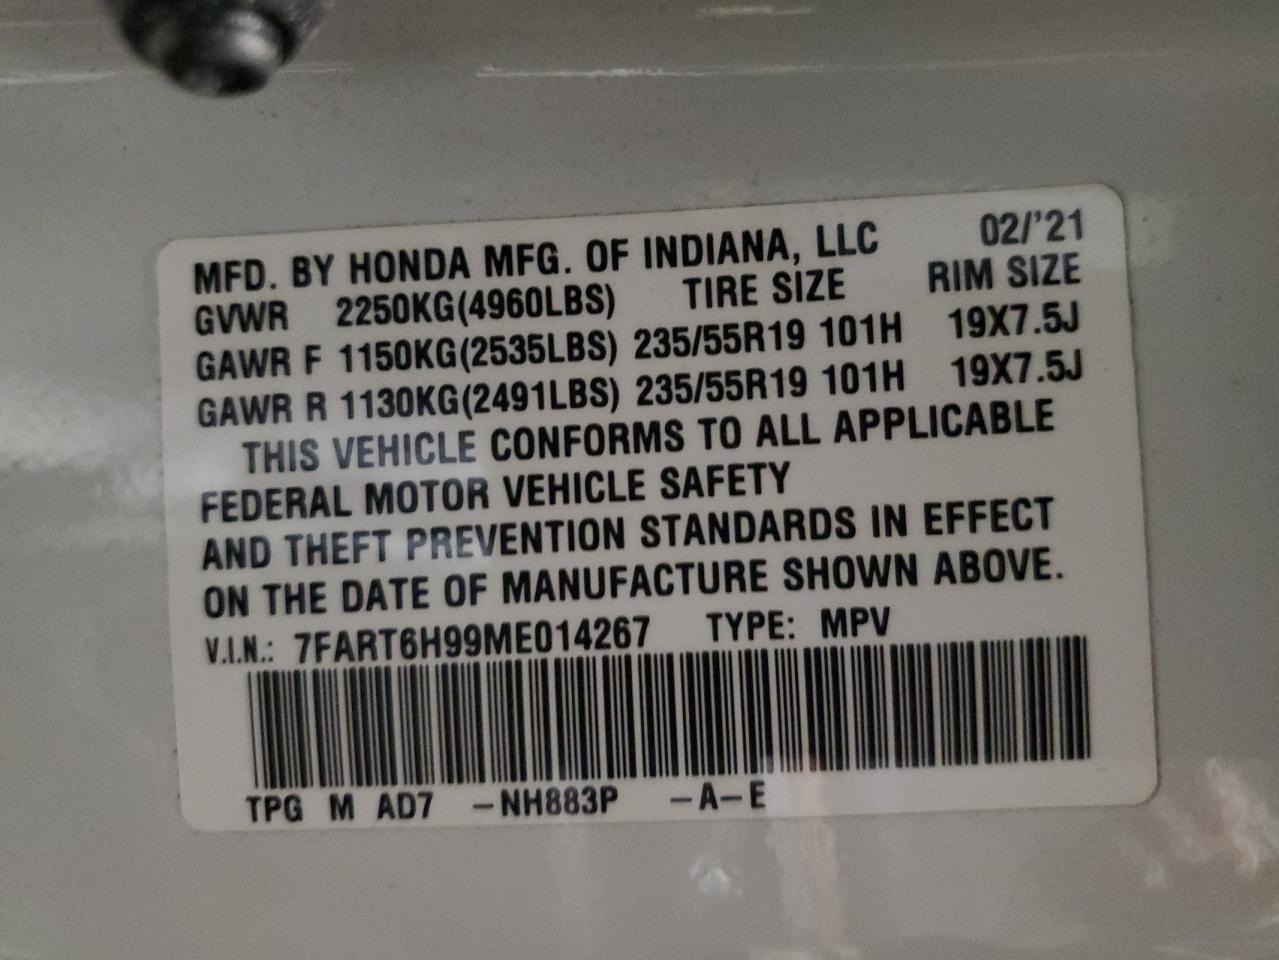 MFD. BY HONDA MFG. OF INDIANA, LLC 02/'21
GVWR 2250KG(4960LBS) TIRE SIZE RIM SIZE
GAWR F 1150KG(2535LBS) 235/55R19 101H 19X7.5J
GAWR R 1130KG(2491LBS) 235/55R19 101H 19X7.5J
THIS VEHICLE CONFORMS TO ALL APPLICABLE
FEDERAL MOTOR VEHICLE SAFETY
AND THEFT PREVENTION STANDARDS IN EFFECT
ON THE DATE OF MANUFACTURE SHOWN ABOVE.
V.I.N.: 7FART6H99ME014267 TYPE: MPV
TPG M AD7 -NH883P -A-E